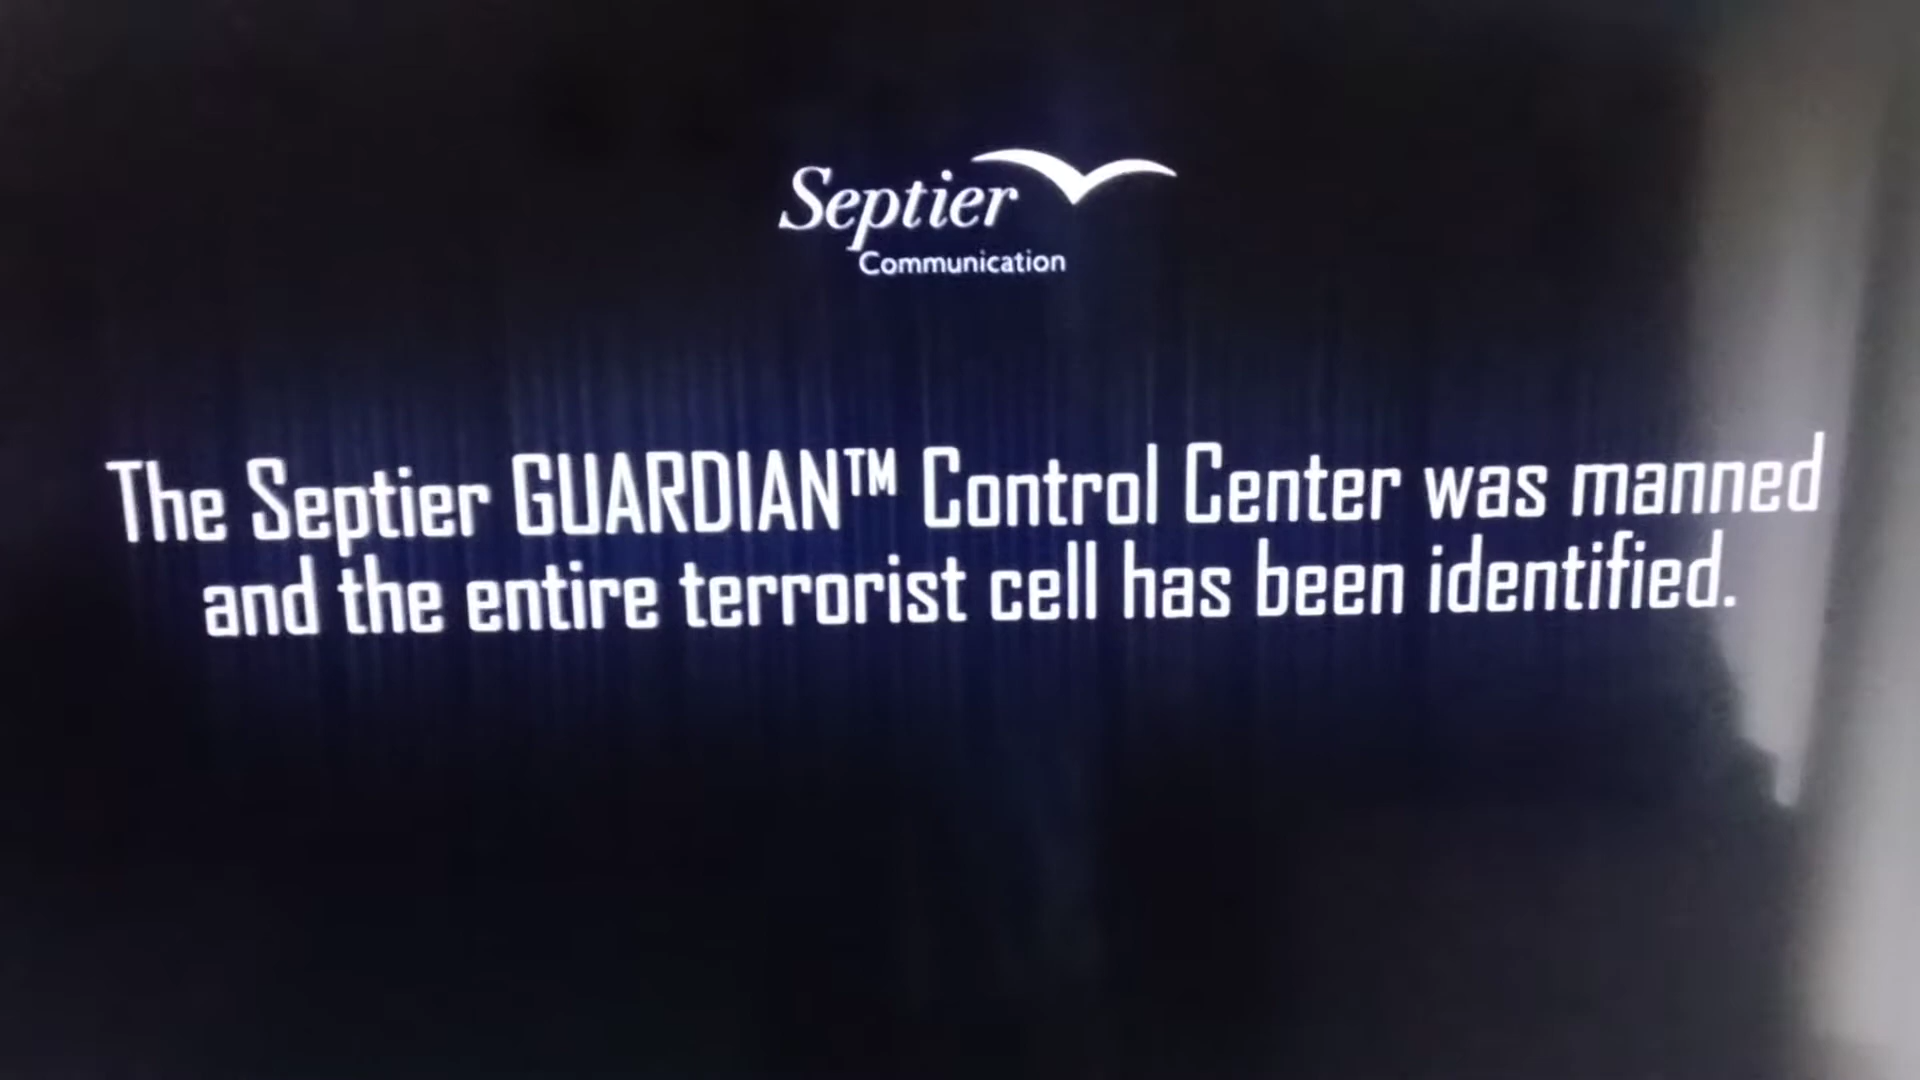 Septier
Communication
The Septier GUARDIAN™ Control Center was manned
and the entire terrorist cell has been identified.